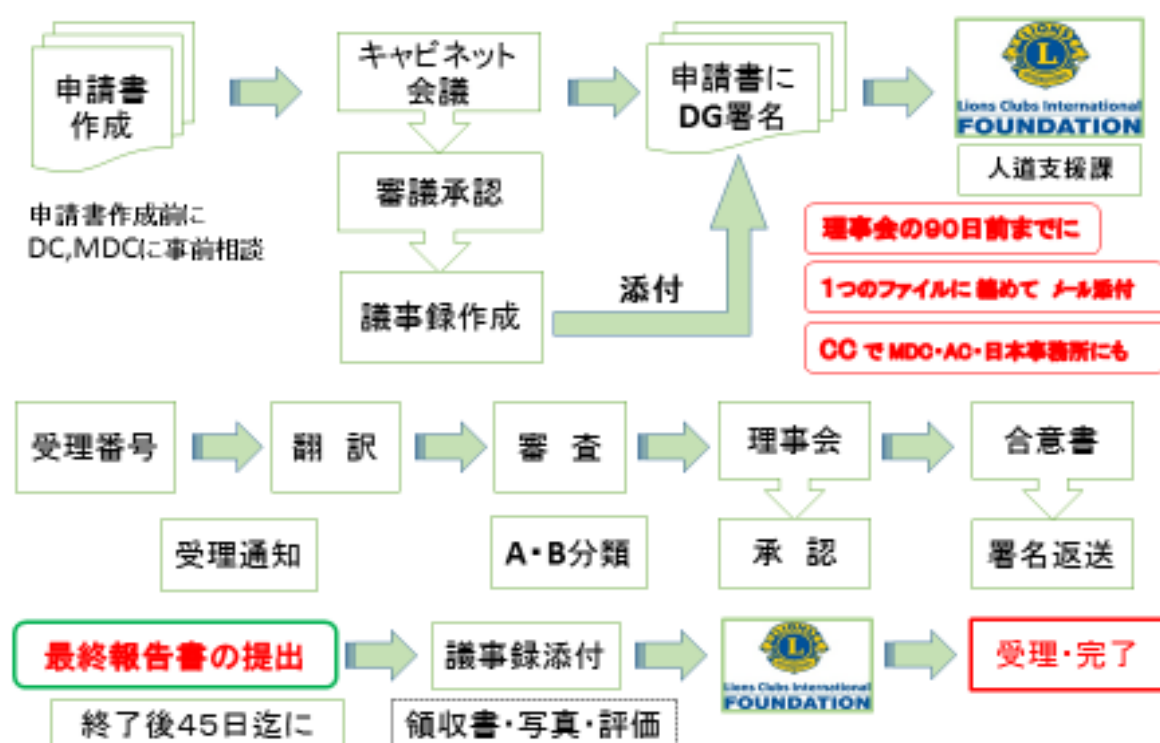 申請書
作成
キャビネット
会議
申請書に
DG署名
Lions Clubs International
FOUNDATION
人道支援課
審議承認
議事録作成
添付
申請書作成前に
DC,MDCに事前相談
理事会の90日前までに
1つのファイルに纏めて メール添付
CC で MDC・AC・日本事務所にも
受理番号
翻 訳
審 査
理事会
合意書
受理通知
A・B分類
承 認
署名返送
最終報告書の提出
議事録添付
Lions Clubs International
FOUNDATION
受理・完了
終了後45日迄に
領収書・写真・評価